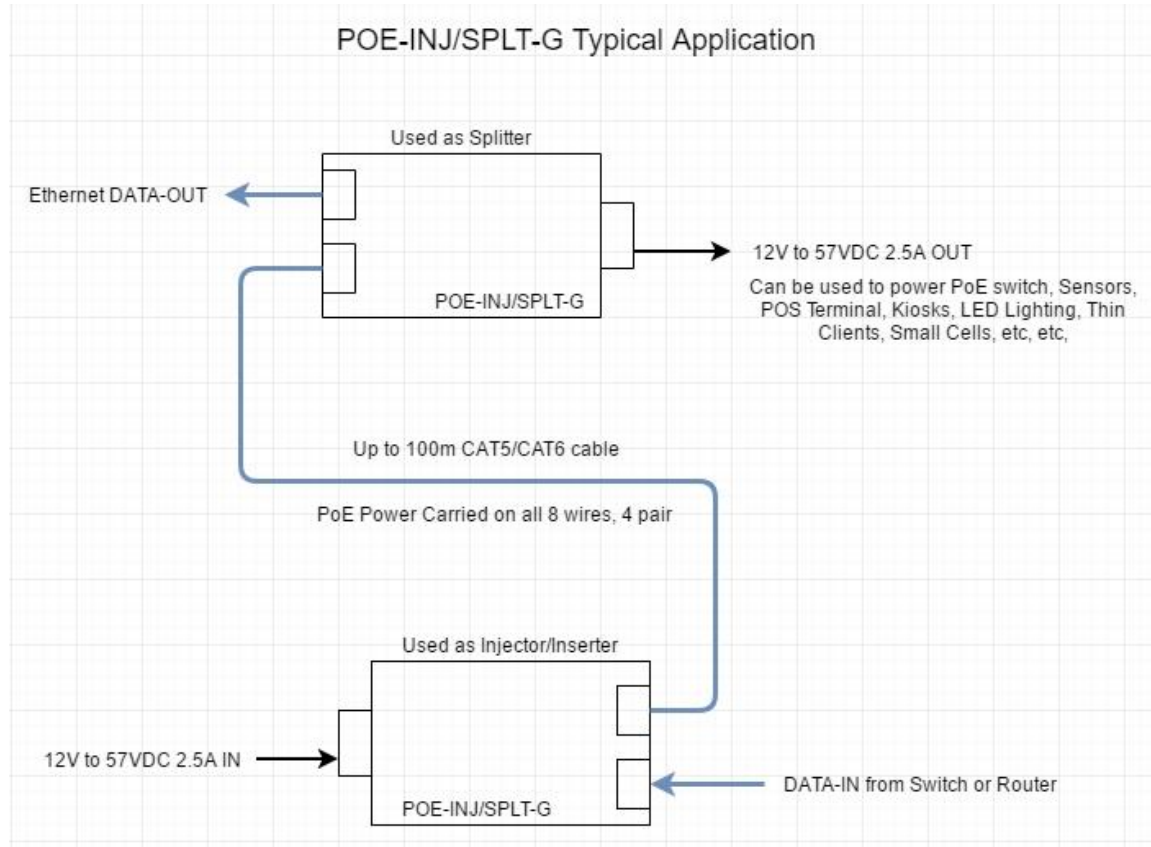 POE-INJ/SPLT-G Typical Application
Used as Splitter
Ethernet DATA-OUT
12V to 57VDC 2.5A OUT
Can be used to power PoE switch, Sensors,
POS Terminal, Kiosks, LED Lighting, Thin
Clients, Small Cells, etc, etc,
POE-INJ/SPLT-G
Up to 100m CAT5/CAT6 cable
PoE Power Carried on all 8 wires, 4 pair
Used as Injector/Inserter
12V to 57VDC 2.5A IN
DATA-IN from Switch or Router
POE-INJ/SPLT-G